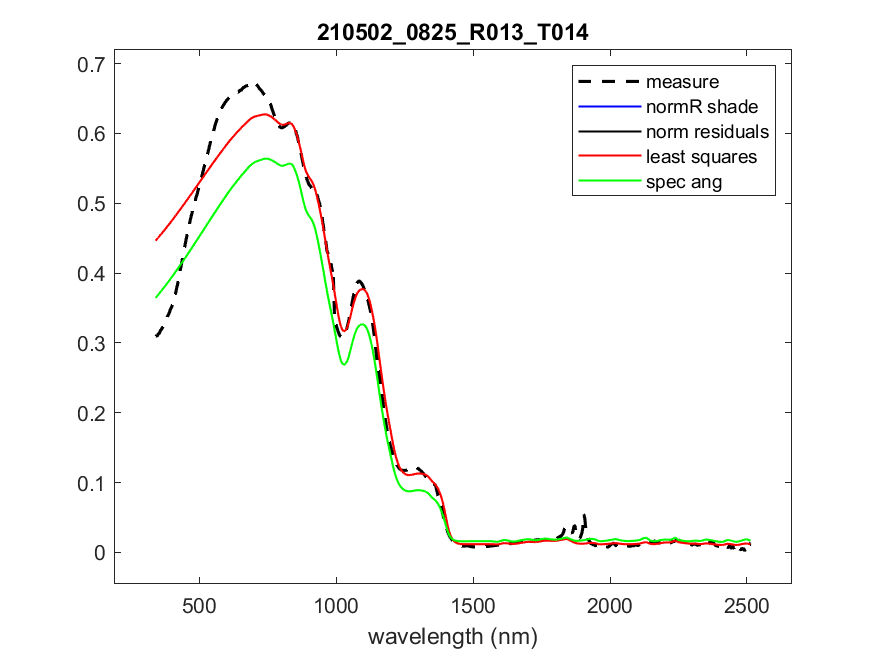 210502_0825_R013_T014
0.7
0.6
0.5
0.4
0.3
0.2
0.1
0
measure
normR shade
norm residuals
least squares
spec ang
500
1000
1500
2000
2500
wavelength (nm)